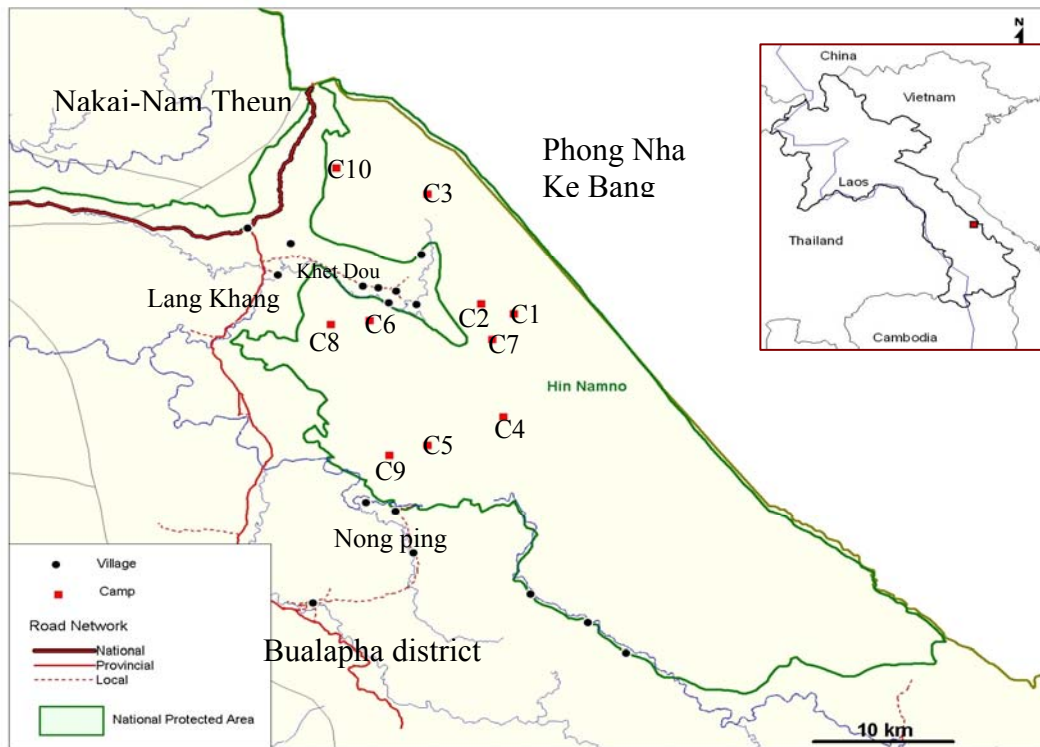 N
Nakai-Nam Theun
Phong Nha
Ke Bang
C10
C3
Khet Dou
Lang Khang
C2
C1
C6
C8
C7
Hin Namno
C4
C5
C9
Nong ping
Bualapha district
10 km
China
Vietnam
Laos
Thailand
Cambodia
Village
Camp
Road Network
National
Provincial
Local
National Protected Area